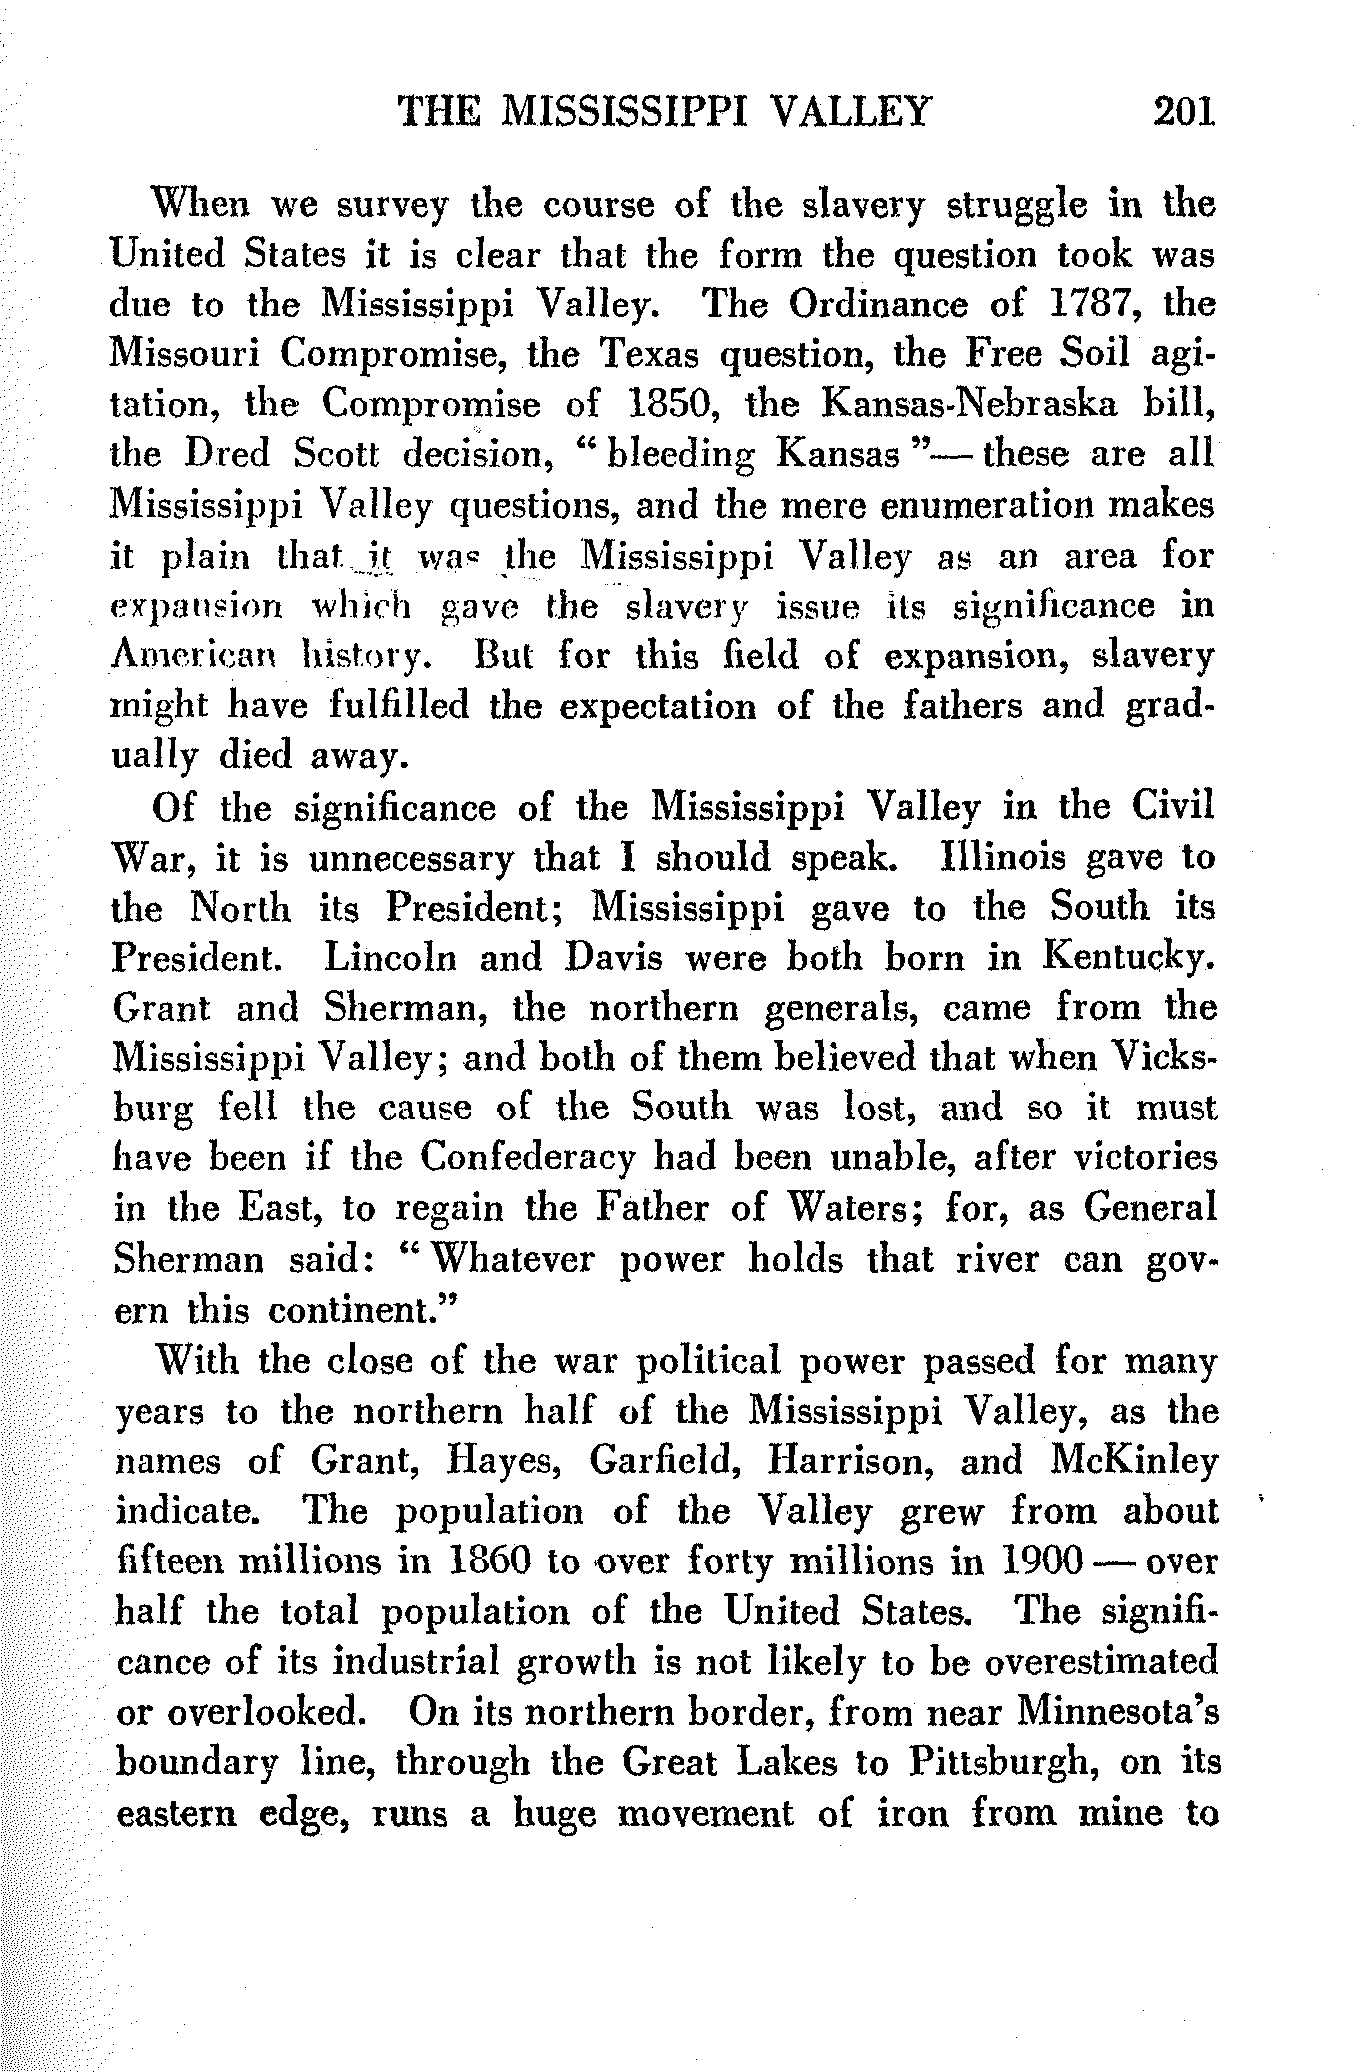 THE MISSISSIPPI VALLEY 201
When we survey the course of the slavery struggle in the
United States it is clear that the form the question took was
due to the Mississippi Valley. The Ordinance of 1787, the
Missouri Compromise, the Texas question, the Free Soil agi-
tation, the Compromise of 1850, the Kansas-Nebraska bill,
the Dred Scott decision, “ bleeding Kansas ”— these are all
Mississippi Valley questions, and the mere enumeration makes
it plain that it was the Mississippi Valley as an area for
expansion which gave the slavery issue its significance in
American history. But for this field of expansion, slavery
might have fulfilled the expectation of the fathers and grad-
ually died away.
Of the significance of the Mississippi Valley in the Civil
War, it is unnecessary that I should speak. Illinois gave to
the North its President; Mississippi gave to the South its
President. Lincoln and Davis were both born in Kentucky.
Grant and Sherman, the northern generals, came from the
Mississippi Valley; and both of them believed that when Vicks-
burg fell the cause of the South was lost, and so it must
have been if the Confederacy had been unable, after victories
in the East, to regain the Father of Waters; for, as General
Sherman said: “ Whatever power holds that river can gov-
ern this continent.”
With the close of the war political power passed for many
years to the northern half of the Mississippi Valley, as the
names of Grant, Hayes, Garfield, Harrison, and McKinley
indicate. The population of the Valley grew from about
fifteen millions in 1860 to over forty millions in 1900 — over
half the total population of the United States. The signifi-
cance of its industrial growth is not likely to be overestimated
or overlooked. On its northern border, from near Minnesota’s
boundary line, through the Great Lakes to Pittsburgh, on its
eastern edge, runs a huge movement of iron from mine to